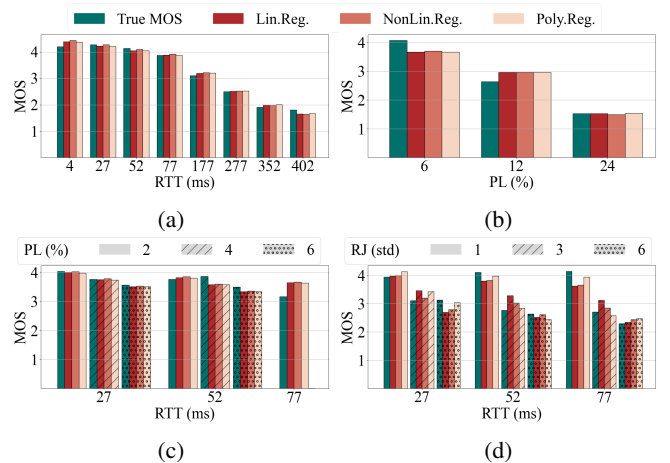 True MOS Lin.Reg. NonLin.Reg. Poly.Reg.
MOS
4
3
2
1
4 27 52 77 177 277 352 402
RTT (ms)
(a)
MOS
4
3
2
1
6 12 24
PL (%)
(b)
PL (%) 2 4 6
MOS
4
3
2
1
27 52 77
RTT (ms)
(c)
RJ (std) 1 3 6
MOS
4
3
2
1
27 52 77
RTT (ms)
(d)